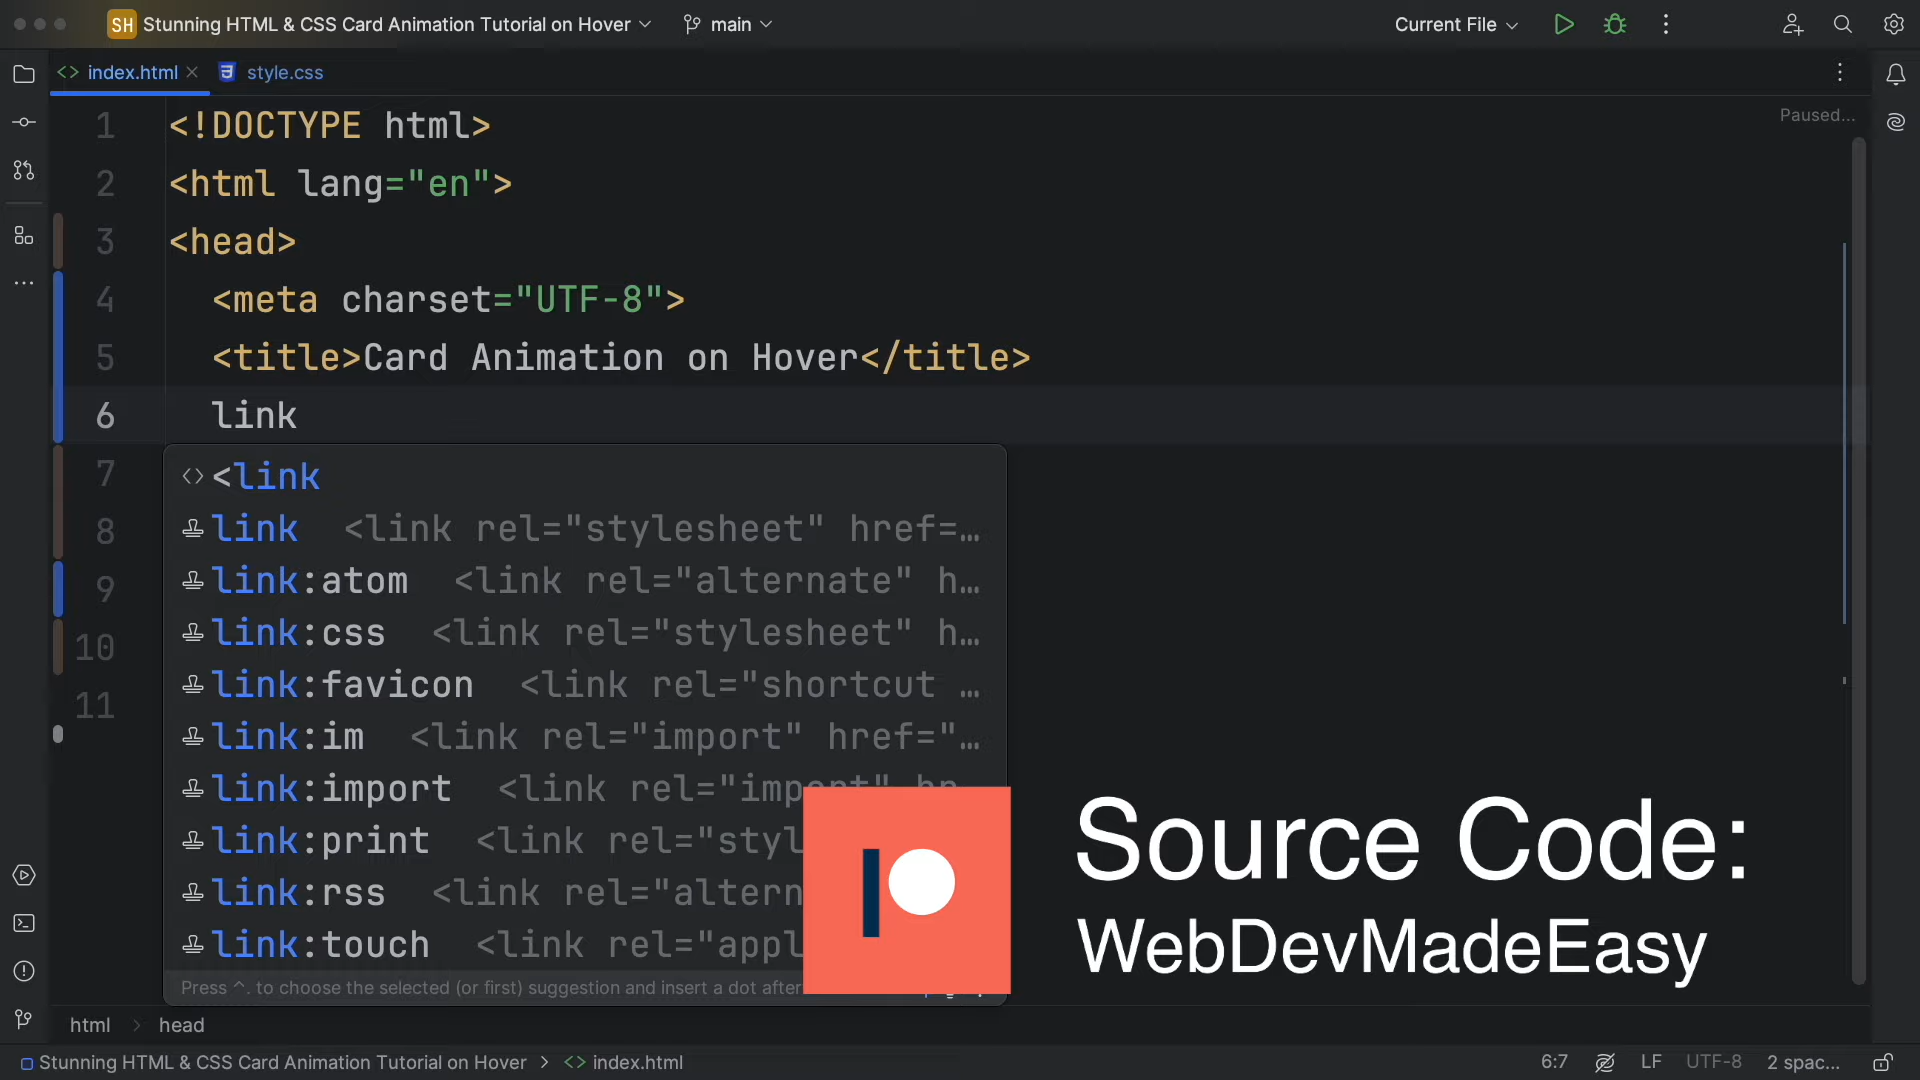 SH Stunning HTML & CSS Card Animation Tutorial on Hover main Current File
index.html style.css
Paused...
1 <!DOCTYPE html>
2 <html lang="en">
3 <head>
4 <meta charset="UTF-8">
5 <title>Card Animation on Hover</title>
6 link
7 <link
8 link <link rel="stylesheet" href=…
9 link:atom <link rel="alternate" h…
10 link:css <link rel="stylesheet" h…
11 link:favicon <link rel="shortcut …
link:im <link rel="import" href="…
link:import <link rel="import"
link:print <link rel="styl
link:rss <link rel="altern
link:touch <link rel="appl
Press ^. to choose the selected (or first) suggestion and insert a dot after
Source Code:
WebDevMadeEasy
html head
Stunning HTML & CSS Card Animation Tutorial on Hover index.html 6:7 LF UTF-8 2 spac...